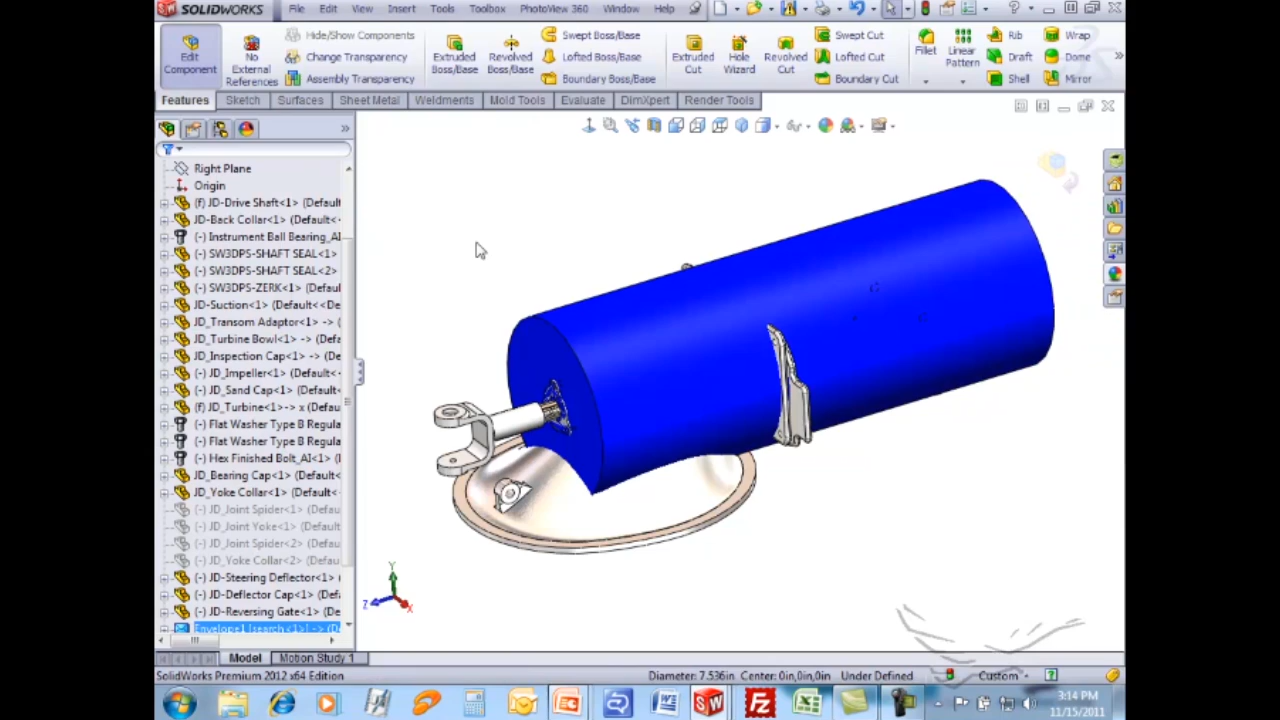 SOLIDWORKS File Edit View Insert Tools Toolbox PhotoView 360 Window Help
Edit Component
No External References
Hide/Show Components
Change Transparency
Assembly Transparency
Extruded Boss/Base
Revolved Boss/Base
Swept Boss/Base
Lofted Boss/Base
Boundary Boss/Base
Extruded Cut
Hole Wizard
Revolved Cut
Swept Cut
Lofted Cut
Boundary Cut
Fillet
Linear Pattern
Rib
Draft
Shell
Wrap
Dome
Mirror
Features Sketch Surfaces Sheet Metal Weldments Mold Tools Evaluate DimXpert Render Tools
Right Plane
Origin
(f) JD-Drive Shaft<1> (Default
JD-Back Collar<1> (Default<
(-) Instrument Ball Bearing_AI
(-) SW3DPS-SHAFT SEAL<1>
(-) SW3DPS-SHAFT SEAL<2>
(-) SW3DPS-ZERK<1> (Default
JD-Suction<1> (Default<<De
JD_Transom Adaptor<1> -> (
JD_Turbine Bowl<1> -> (Defa
JD_Inspection Cap<1> -> (D
(-) JD_Impeller<1> (Default<
(-) JD_Sand Cap<1> (Default
(f) JD_Turbine<1>-> x (Defau
(-) Flat Washer Type B Regula
(-) Flat Washer Type B Regula
(-) Hex Finished Bolt_AI<1> (
JD_Bearing Cap<1> (Default<
JD_Yoke Collar<2> (Default<
(-) JD_Joint Spider<1> (Defau
(-) JD_Joint Yoke<1> (Default
(-) JD_Joint Spider<2> (Defau
(-) JD_Yoke Collar<2> (Defau
(-) JD-Steering Deflector<1> (
(-) JD-Deflector Cap<1> (Def
(-) JD-Reversing Gate<1> (De
Envelope1 [search<1>] -> (D
Y
Z
X
Model Motion Study 1
SolidWorks Premium 2012 x64 Edition Diameter: 7.536in Center: 0in,0in,0in Under Defined Custom
3:14 PM
11/15/2011